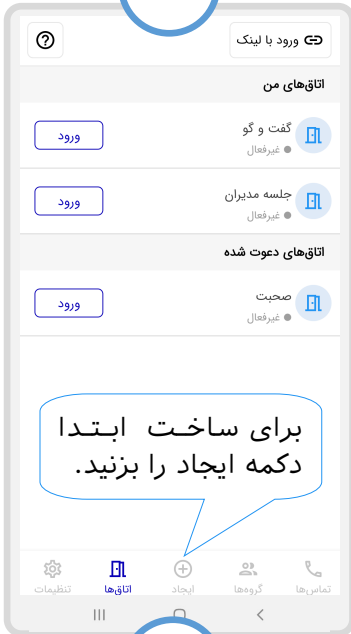 ورود با لینک
اتاق‌های من
گفت و گو
غیرفعال
ورود
جلسه مدیران
غیرفعال
ورود
اتاق‌های دعوت شده
صحبت
غیرفعال
ورود
برای ساخت ابتدا
دکمه ایجاد را بزنید.
تماس‌ها گروه‌ها ایجاد اتاق‌ها تنظیمات